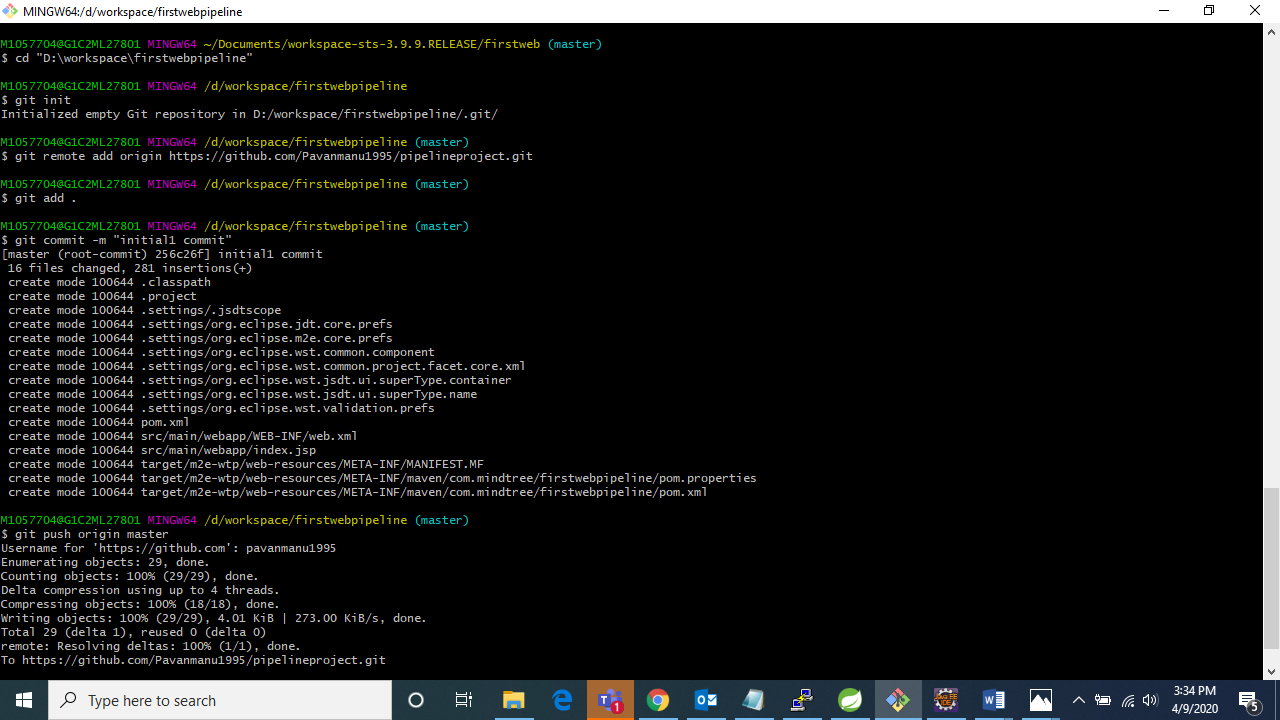 MINGW64:/d/workspace/firstwebpipeline
M1057704@G1C2ML27801 MINGW64 ~/Documents/workspace-sts-3.9.9.RELEASE/firstweb (master)
$ cd "D:\workspace\firstwebpipeline"
M1057704@G1C2ML27801 MINGW64 /d/workspace/firstwebpipeline
$ git init
Initialized empty Git repository in D:/workspace/firstwebpipeline/.git/
M1057704@G1C2ML27801 MINGW64 /d/workspace/firstwebpipeline (master)
$ git remote add origin https://github.com/Pavanmanu1995/pipelineproject.git
M1057704@G1C2ML27801 MINGW64 /d/workspace/firstwebpipeline (master)
$ git add .
M1057704@G1C2ML27801 MINGW64 /d/workspace/firstwebpipeline (master)
$ git commit -m "initial1 commit"
[master (root-commit) 256c26f] initial1 commit
16 files changed, 281 insertions(+)
create mode 100644 .classpath
create mode 100644 .project
create mode 100644 .settings/.jsdtscope
create mode 100644 .settings/org.eclipse.jdt.core.prefs
create mode 100644 .settings/org.eclipse.m2e.core.prefs
create mode 100644 .settings/org.eclipse.wst.common.component
create mode 100644 .settings/org.eclipse.wst.common.project.facet.core.xml
create mode 100644 .settings/org.eclipse.wst.jsdt.ui.superType.container
create mode 100644 .settings/org.eclipse.wst.jsdt.ui.superType.name
create mode 100644 .settings/org.eclipse.wst.validation.prefs
create mode 100644 pom.xml
create mode 100644 src/main/webapp/WEB-INF/web.xml
create mode 100644 src/main/webapp/index.jsp
create mode 100644 target/m2e-wtp/web-resources/META-INF/MANIFEST.MF
create mode 100644 target/m2e-wtp/web-resources/META-INF/maven/com.mindtree/firstwebpipeline/pom.properties
create mode 100644 target/m2e-wtp/web-resources/META-INF/maven/com.mindtree/firstwebpipeline/pom.xml
M1057704@G1C2ML27801 MINGW64 /d/workspace/firstwebpipeline (master)
$ git push origin master
Username for 'https://github.com': pavanmanu1995
Enumerating objects: 29, done.
Counting objects: 100% (29/29), done.
Delta compression using up to 4 threads.
Compressing objects: 100% (18/18), done.
Writing objects: 100% (29/29), 4.01 KiB | 273.00 KiB/s, done.
Total 29 (delta 1), reused 0 (delta 0)
remote: Resolving deltas: 100% (1/1), done.
To https://github.com/Pavanmanu1995/pipelineproject.git
Type here to search
1
3:34 PM
4/9/2020
5